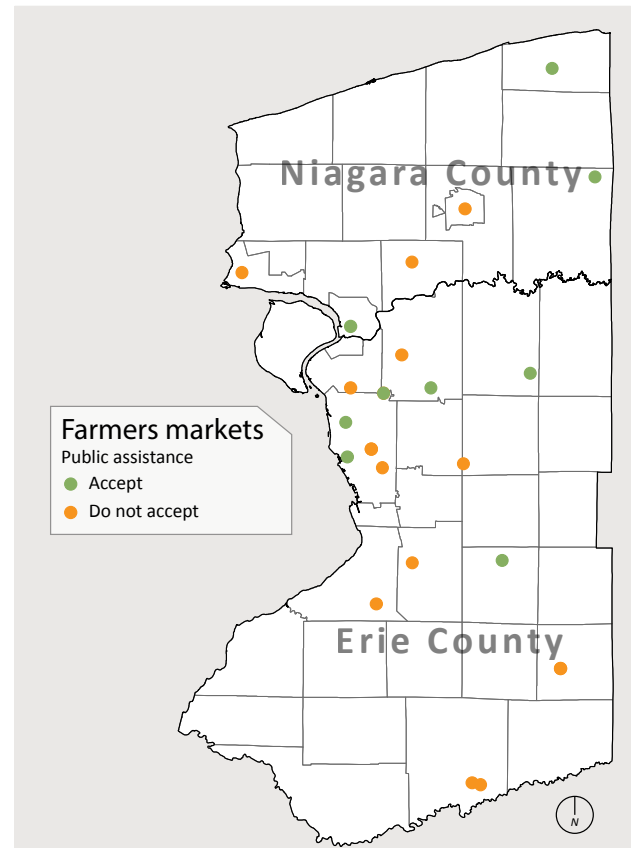 Niagara County
Farmers markets
Public assistance
Accept
Do not accept
Erie County
N